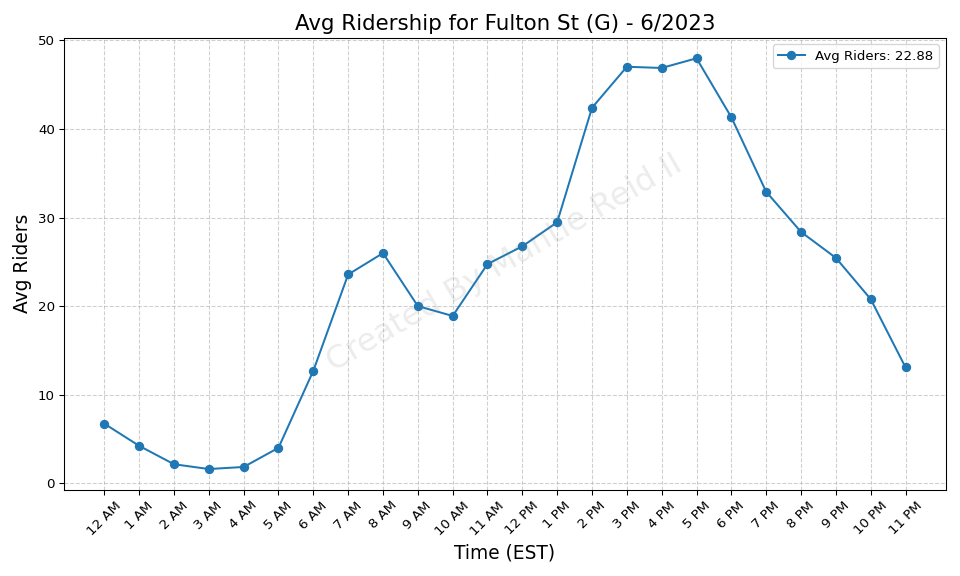 Avg Ridership for Fulton St (G) - 6/2023
Avg Riders: 22.88
50
40
30
20
10
0
Avg Riders
Created By Mantie Reid II
12 AM
1 AM
2 AM
3 AM
4 AM
5 AM
6 AM
7 AM
8 AM
9 AM
10 AM
11 AM
12 PM
1 PM
2 PM
3 PM
4 PM
5 PM
6 PM
7 PM
8 PM
9 PM
10 PM
11 PM
Time (EST)